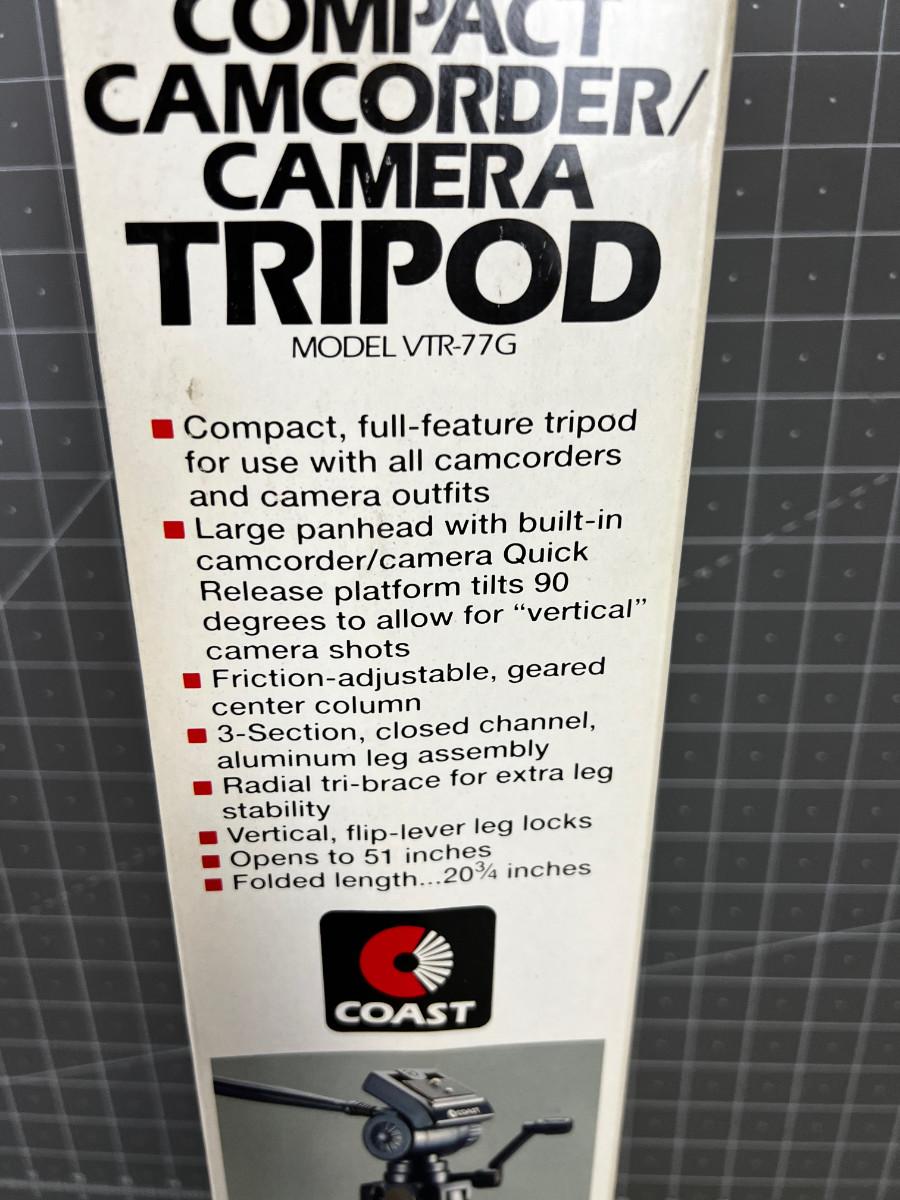 COMPACT
CAMCORDER/
CAMERA
TRIPOD
MODEL VTR-77G
Compact, full-feature tripod
for use with all camcorders
and camera outfits
Large panhead with built-in
camcorder/camera Quick
Release platform tilts 90
degrees to allow for “vertical”
camera shots
Friction-adjustable, geared
center column
3-Section, closed channel,
aluminum leg assembly
Radial tri-brace for extra leg
stability
Vertical, flip-lever leg locks
Opens to 51 inches
Folded length...20¾ inches
COAST
COAST